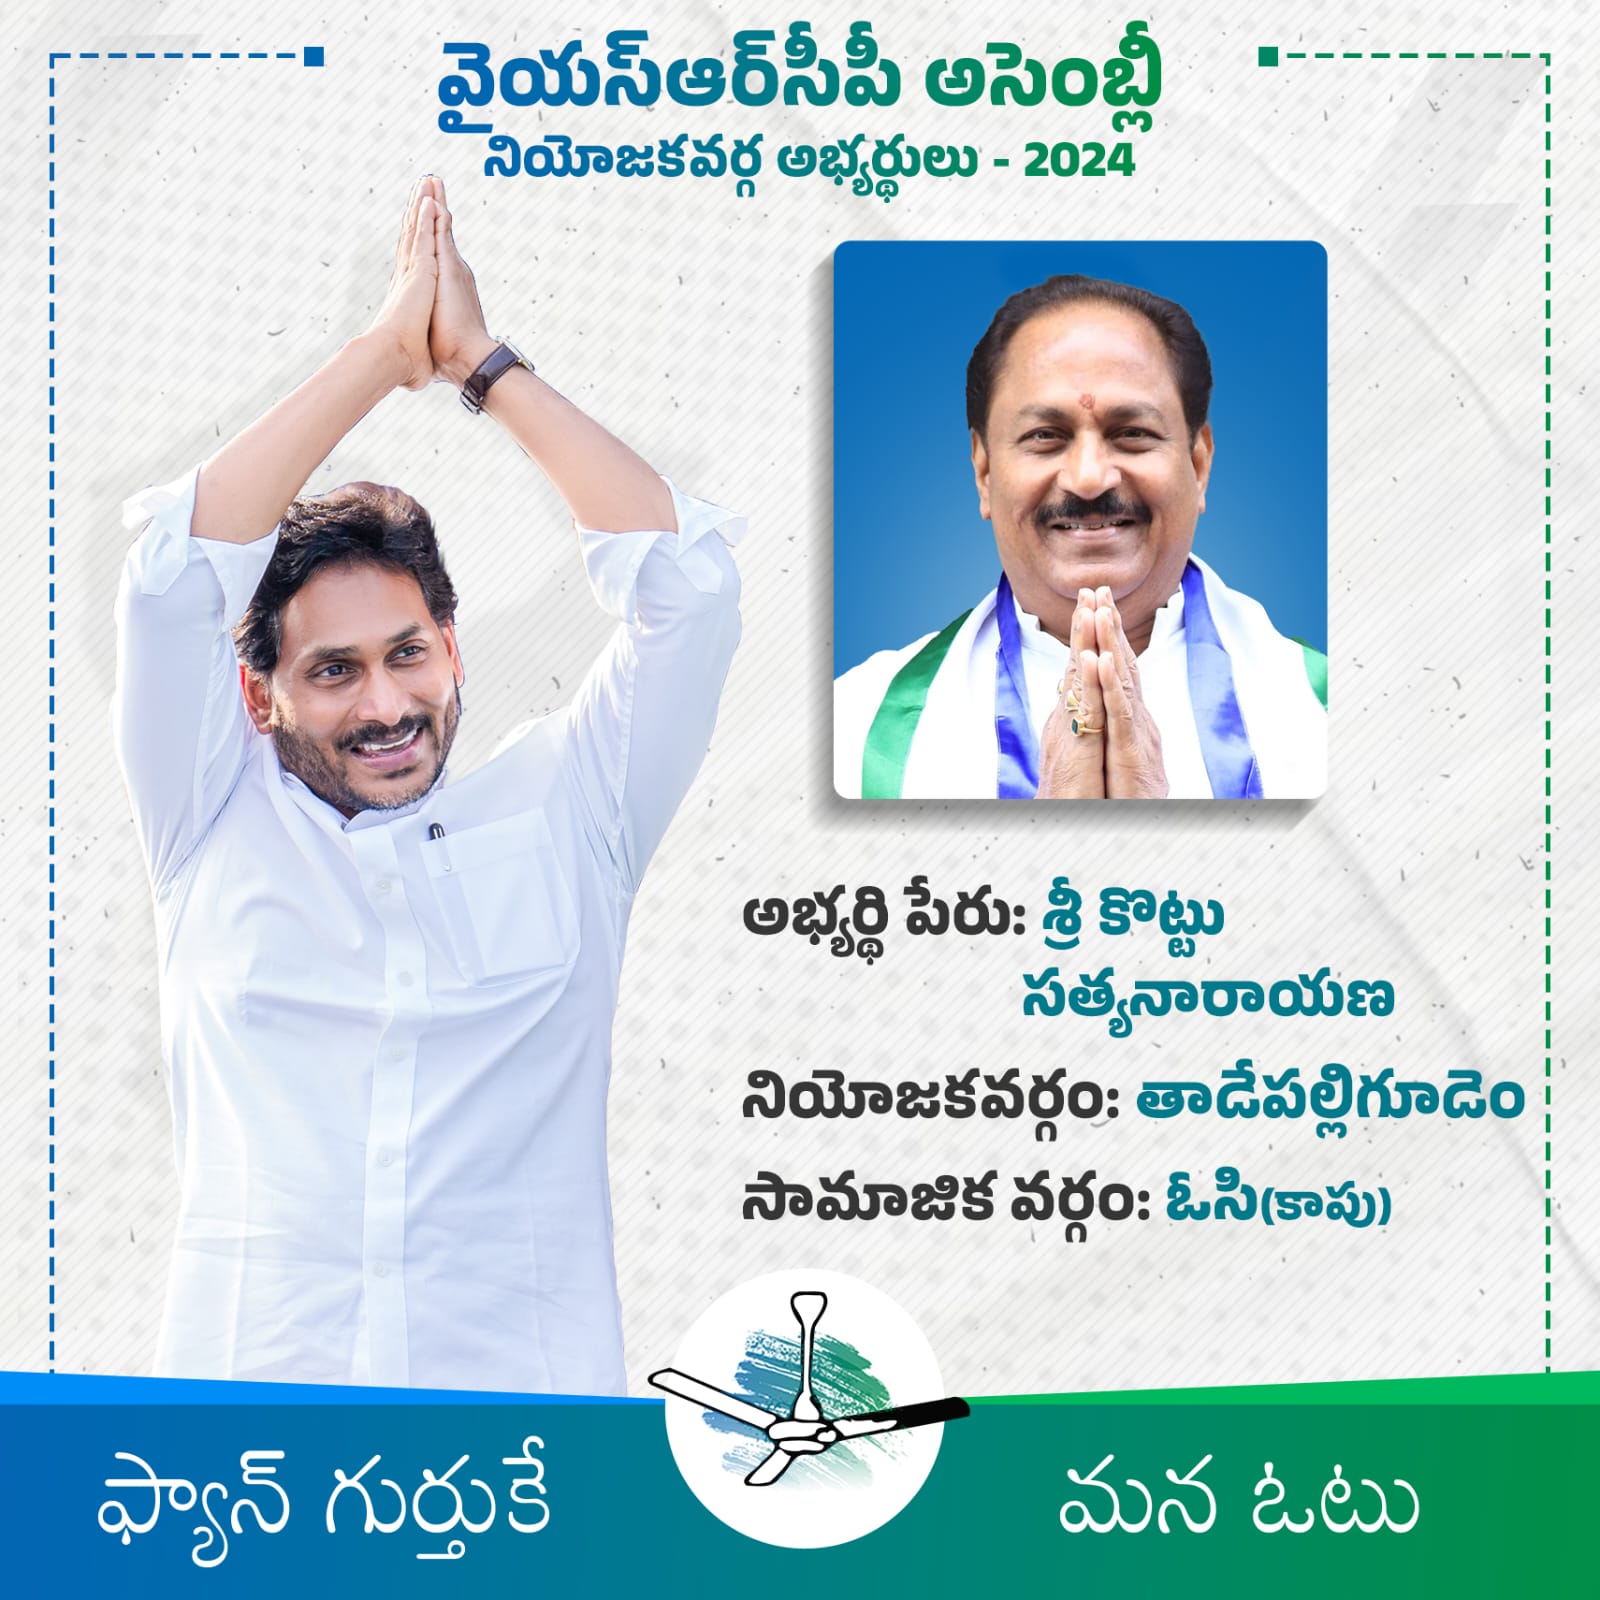 వైయస్ఆర్‌సీపీ అసెంబ్లీ
నియోజకవర్గ అభ్యర్థులు - 2024
అభ్యర్థి పేరు: శ్రీ కొట్టు
సత్యనారాయణ
నియోజకవర్గం: తాడేపల్లిగూడెం
సామాజిక వర్గం: ఓసి(కాపు)
ఫ్యాన్ గుర్తుకే
మన ఓటు